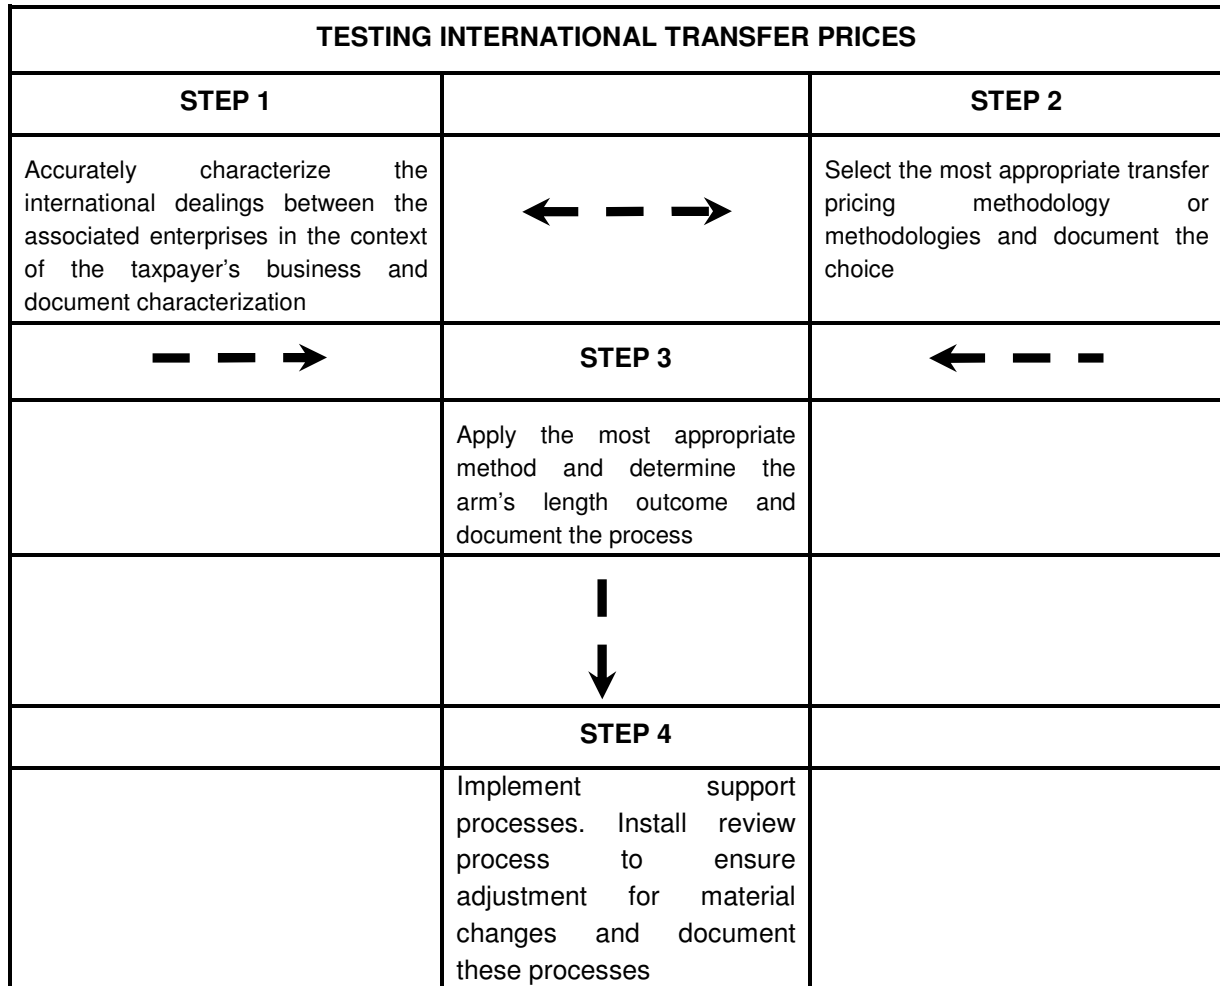 TESTING INTERNATIONAL TRANSFER PRICES
STEP 1
STEP 2
Accurately characterize the
international dealings between the
associated enterprises in the context
of the taxpayer’s business and
document characterization
Select the most appropriate transfer
pricing methodology or
methodologies and document the
choice
STEP 3
Apply the most appropriate
method and determine the
arm’s length outcome and
document the process
STEP 4
Implement support
processes. Install review
process to ensure
adjustment for material
changes and document
these processes